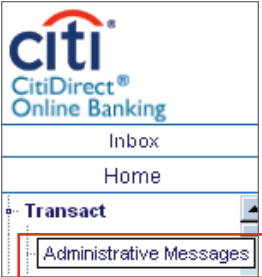 citi®
CitiDirect®
Online Banking
Inbox
Home
Transact
Administrative Messages